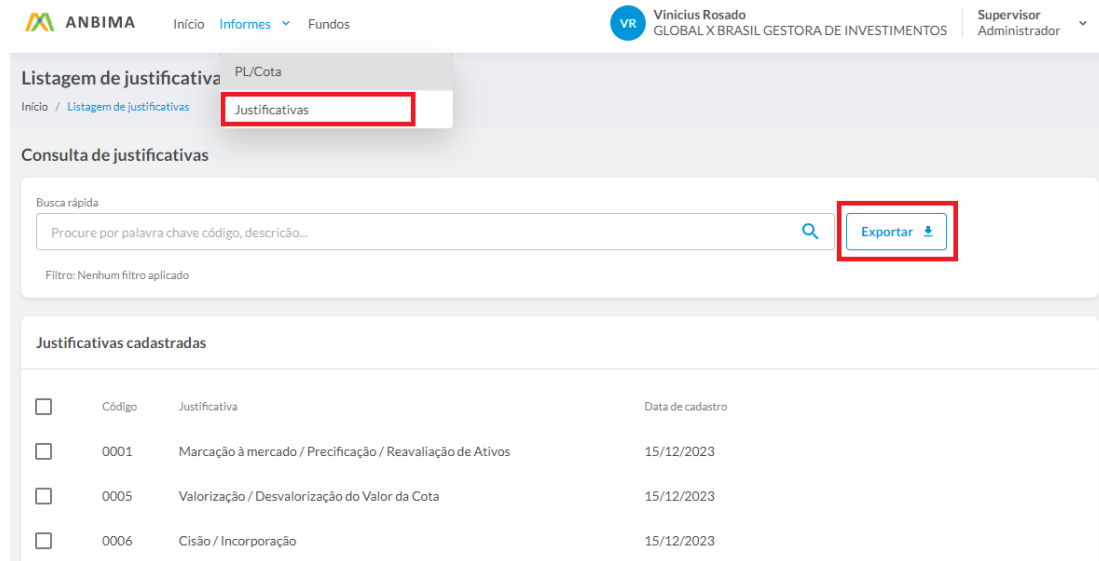 ANBIMA
Início
Informes
Fundos
VR
Vinicius Rosado
GLOBAL X BRASIL GESTORA DE INVESTIMENTOS
Supervisor
Administrador
Listagem de justificativa
PL/Cota
Início / Listagem de justificativas
Justificativas
Consulta de justificativas
Busca rápida
Procure por palavra chave código, descricão...
Exportar
Filtro: Nenhum filtro aplicado
Justificativas cadastradas
Código Justificativa Data de cadastro
0001 Marcação à mercado / Precificação / Reavaliação de Ativos 15/12/2023
0005 Valorização / Desvalorização do Valor da Cota 15/12/2023
0006 Cisão / Incorporação 15/12/2023